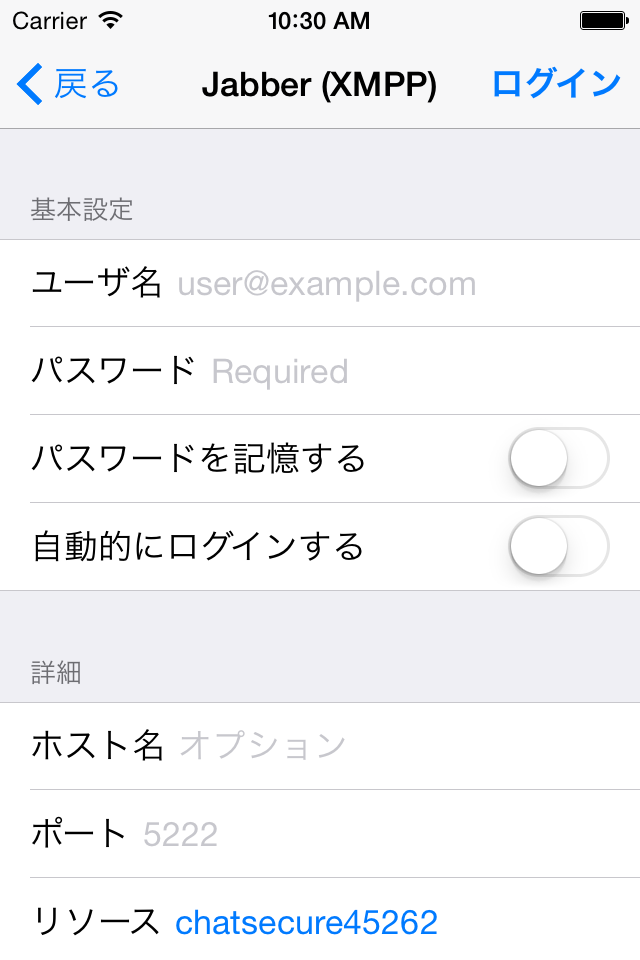 Carrier 10:30 AM
戻る Jabber (XMPP) ログイン
基本設定
ユーザ名 user@example.com
パスワード Required
パスワードを記憶する
自動的にログインする
詳細
ホスト名 オプション
ポート 5222
リソース chatsecure45262